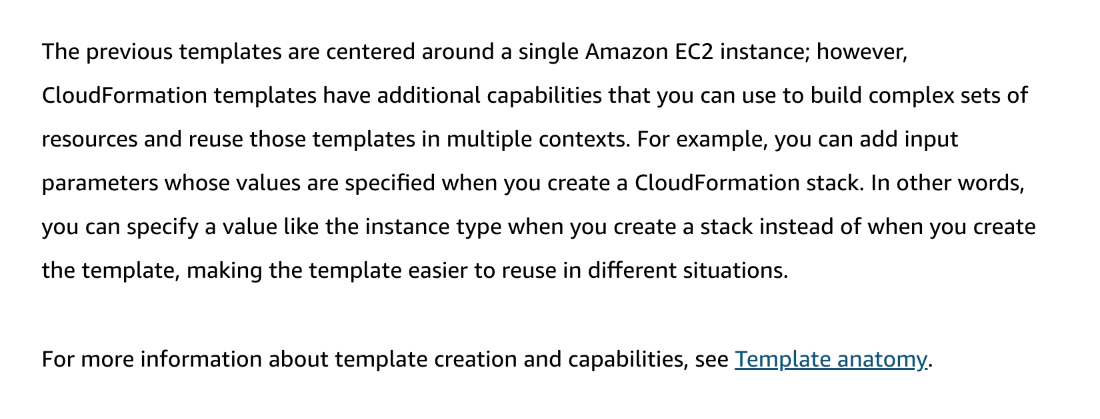 The previous templates are centered around a single Amazon EC2 instance; however,
CloudFormation templates have additional capabilities that you can use to build complex sets of
resources and reuse those templates in multiple contexts. For example, you can add input
parameters whose values are specified when you create a CloudFormation stack. In other words,
you can specify a value like the instance type when you create a stack instead of when you create
the template, making the template easier to reuse in different situations.
For more information about template creation and capabilities, see Template anatomy.